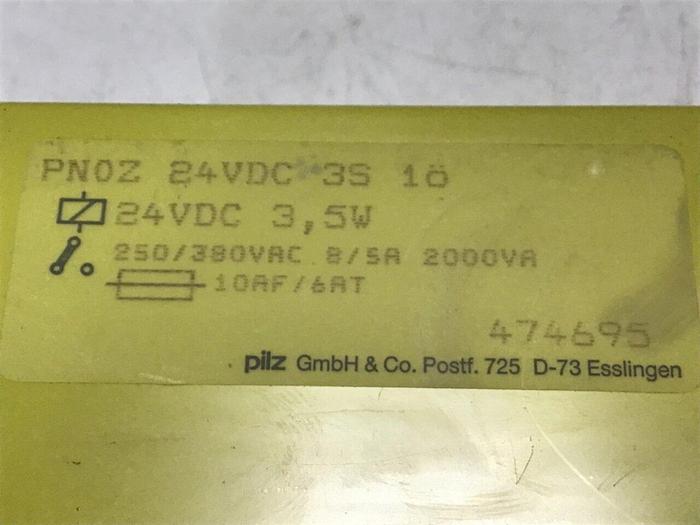 PNOZ 24VDC 3S 1ö
24VDC 3,5W
250/380VAC 8/5A 2000VA
10AF/6AT
474695
pilz GmbH & Co. Postf. 725 D-73 Esslingen